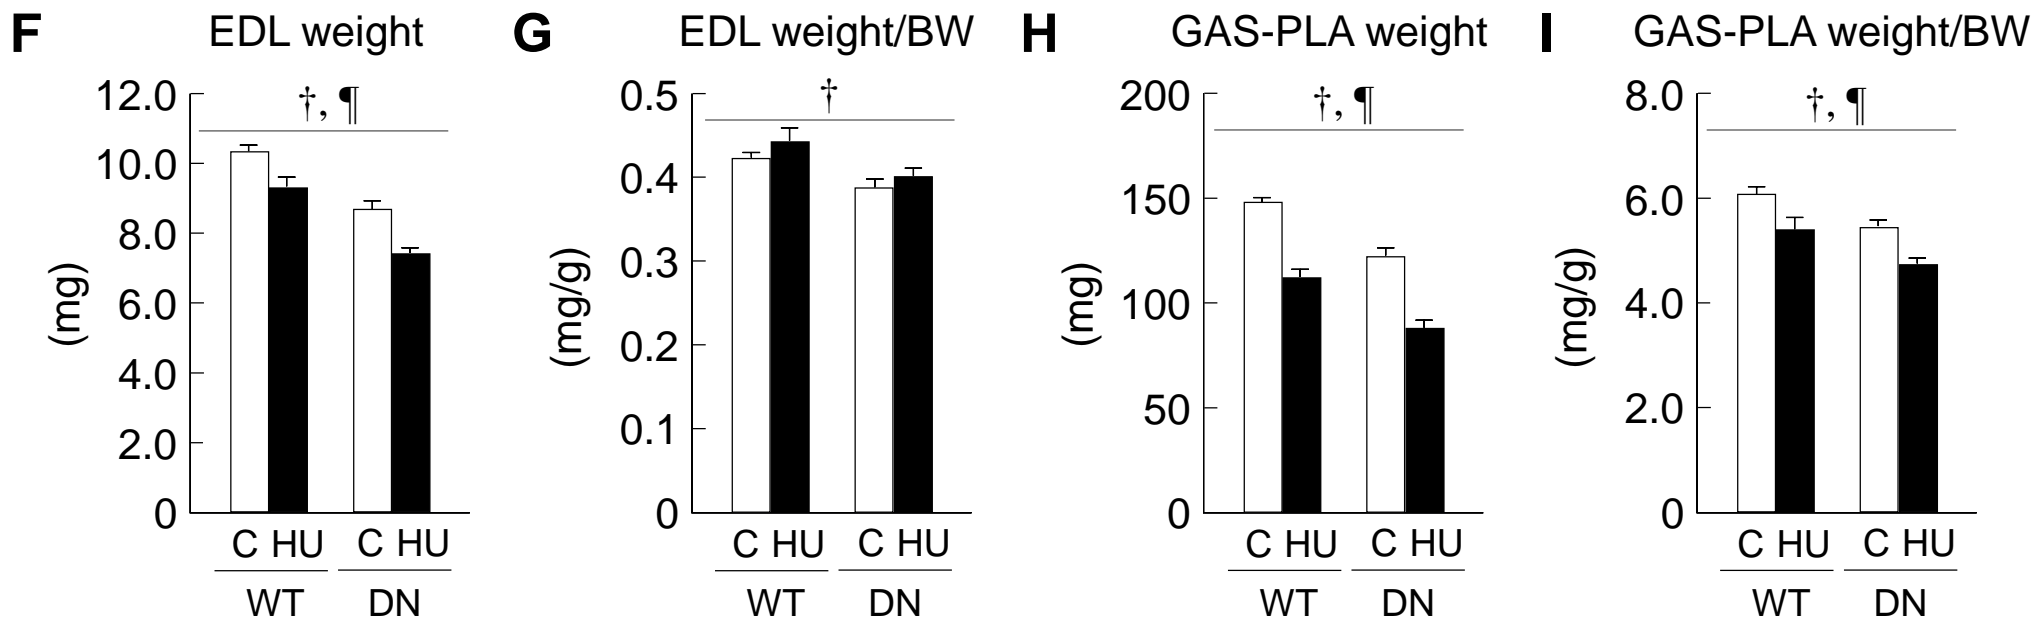 F EDL weight
12.0
10.0
8.0
6.0
4.0
2.0
0
(mg)
†, ¶
C HU C HU
WT DN
G EDL weight/BW
0.5
0.4
0.3
0.2
0.1
0
(mg/g)
†
C HU C HU
WT DN
H GAS-PLA weight
200
150
100
50
0
(mg)
†, ¶
C HU C HU
WT DN
I GAS-PLA weight/BW
8.0
6.0
4.0
2.0
0
(mg/g)
†, ¶
C HU C HU
WT DN